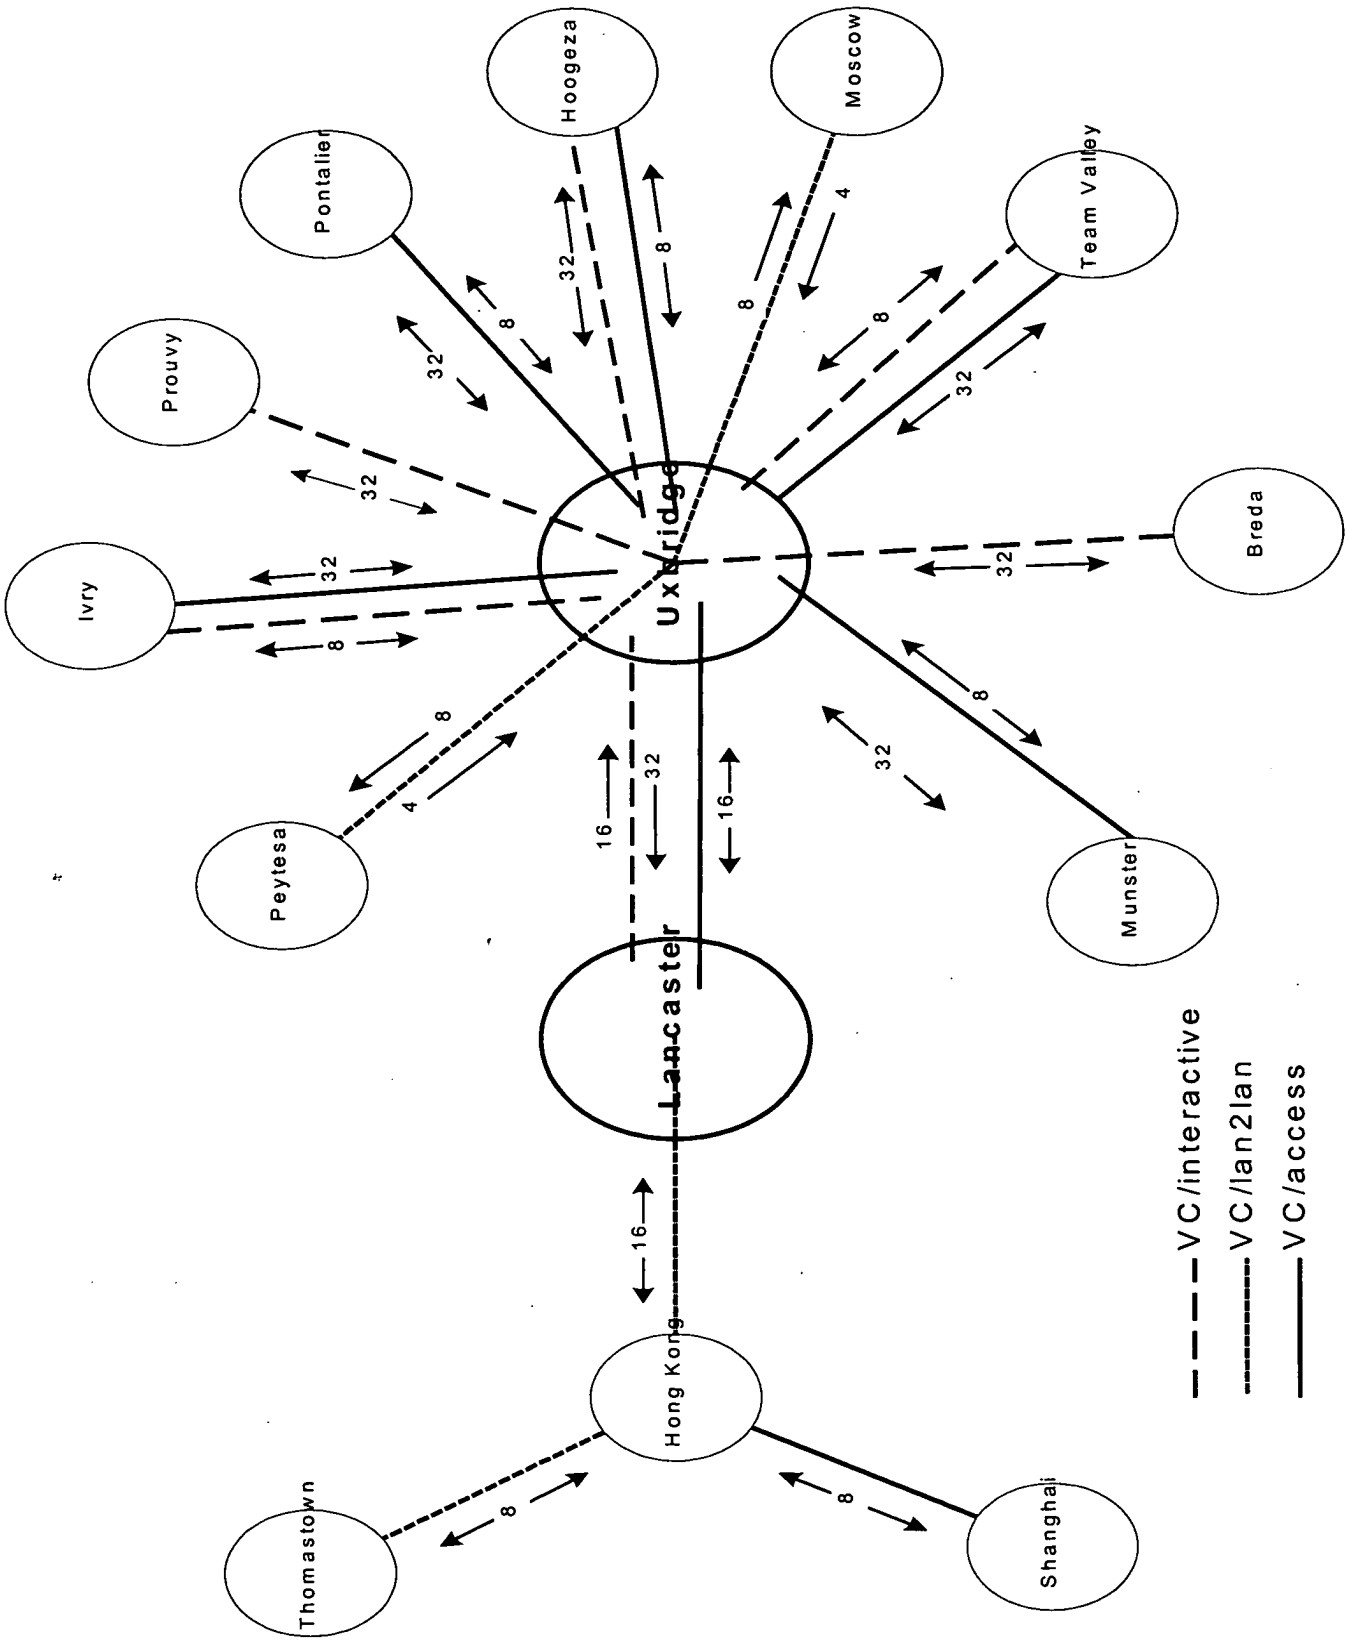 Thomastown
8
Hong Kong
8
Shanghai
16
Lancaster
16
32
16
Uxbridge
Peytesa
4
8
Ivry
8
32
Prouvy
32
Pontalier
32
8
Hoogeza
32
8
Moscow
8
4
Team Valley
8
32
Breda
32
Munster
32
8
VC/interactive
VC/lan2lan
VC/access